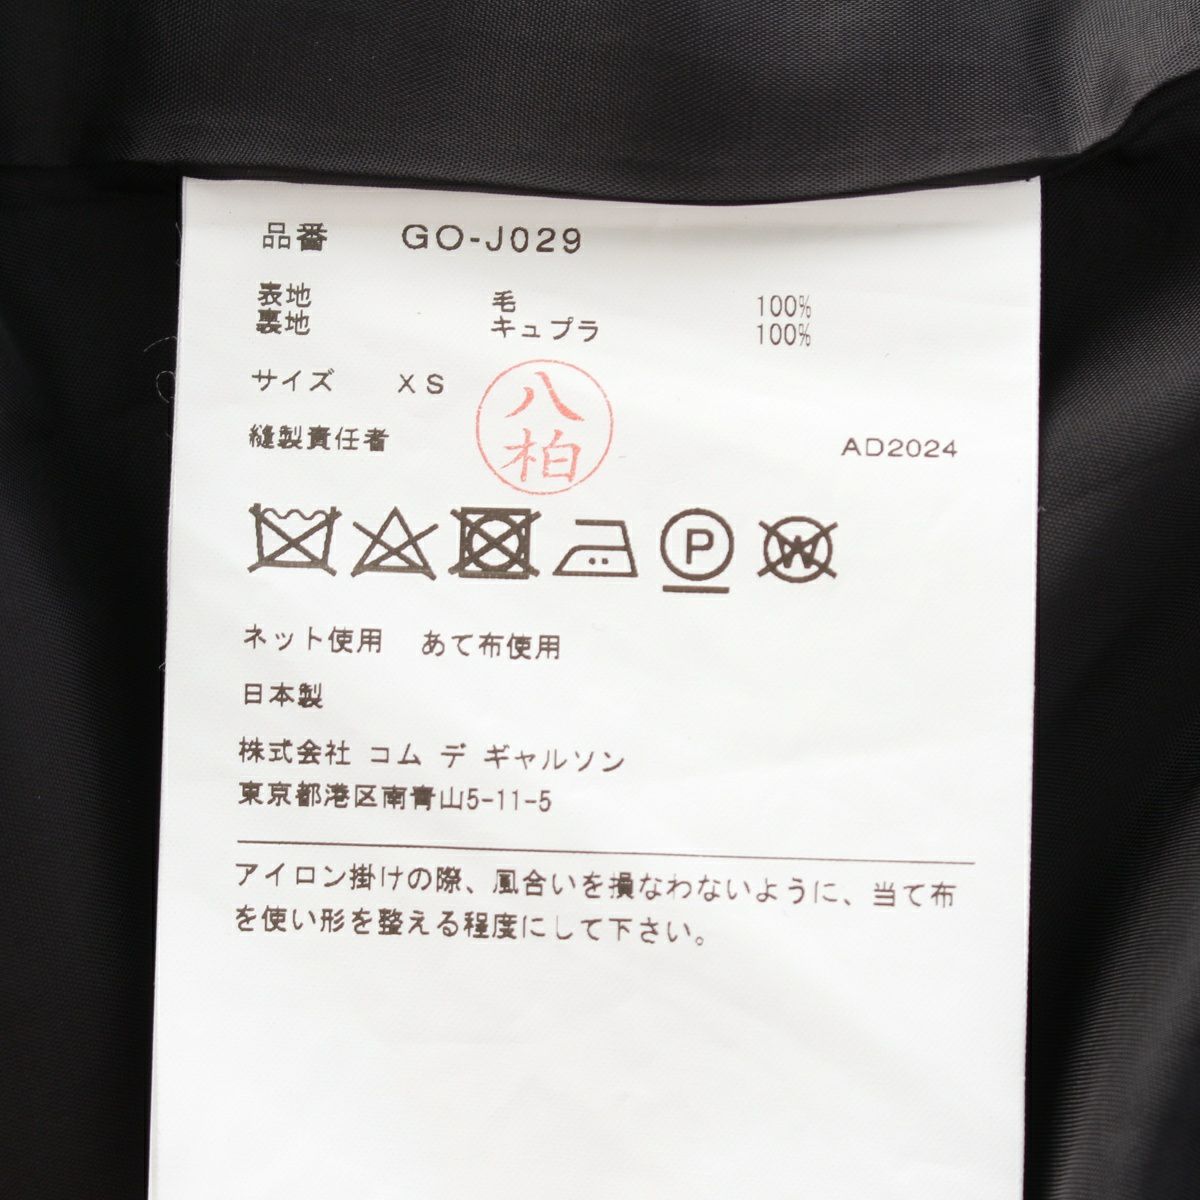 品番 GO-J029
表地 毛 100%
裏地 キュプラ 100%
サイズ XS
八
柏
縫製責任者 AD2024
P W
ネット使用 あて布使用
日本製
株式会社 コム デ ギャルソン
東京都港区南青山5-11-5
アイロン掛けの際、風合いを損なわないように、当て布
を使い形を整える程度にして下さい。